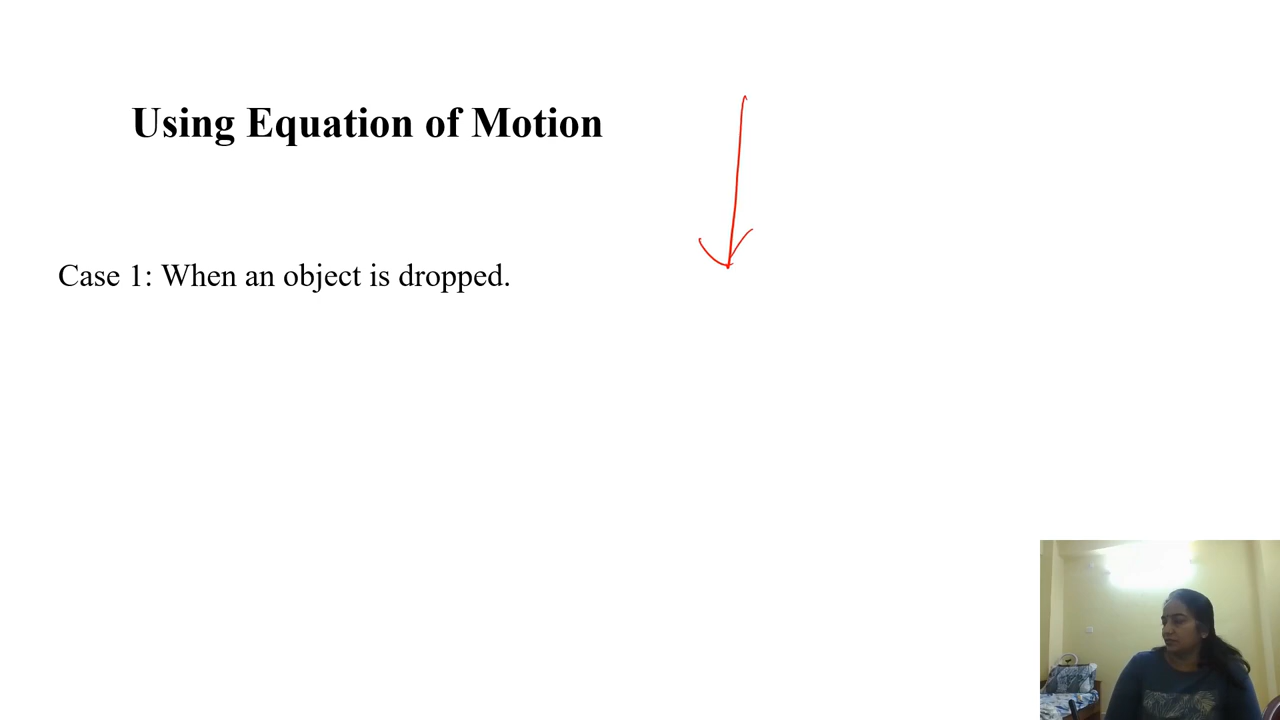 Using Equation of Motion
Case 1: When an object is dropped.